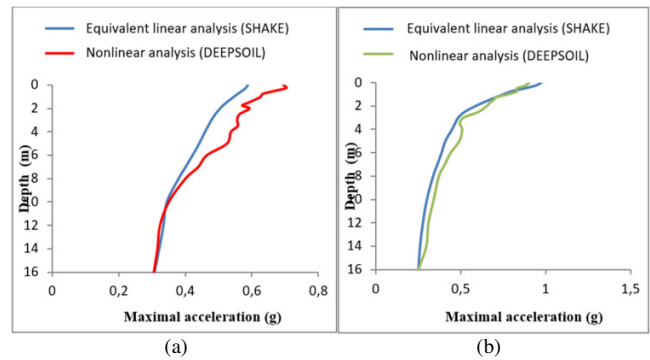 Equivalent linear analysis (SHAKE)
Nonlinear analysis (DEEPSOIL)
0
2
4
6
8
10
12
14
16
Depth (m)
0 0,2 0,4 0,6 0,8
Maximal acceleration (g)
(a)
Equivalent linear analysis (SHAKE)
Nonlinear analysis (DEEPSOIL)
0
2
4
6
8
10
12
14
16
Depth (m)
0 0,5 1 1,5
Maximal acceleration (g)
(b)